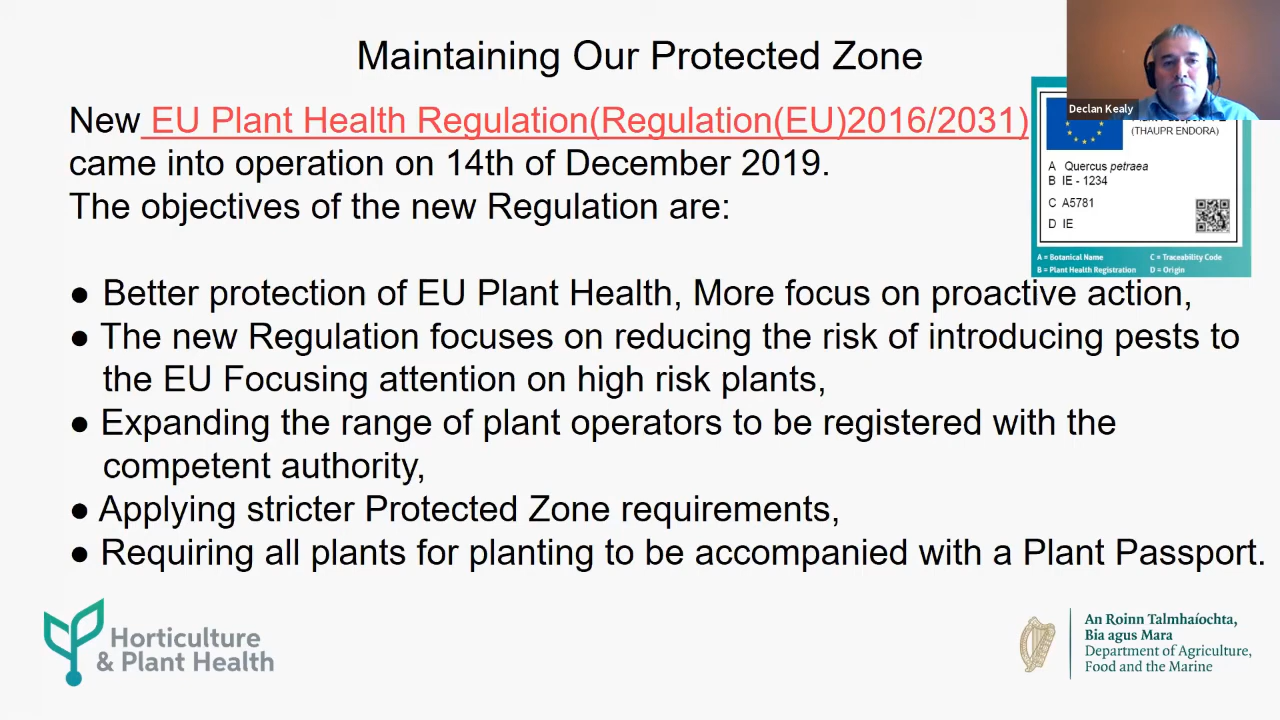 Maintaining Our Protected Zone
Declan Kealy
New EU Plant Health Regulation(Regulation(EU)2016/2031)
came into operation on 14th of December 2019.
The objectives of the new Regulation are:
(THAUPR ENDORA)
A Quercus petraea
B IE - 1234
C A5781
D IE
A = Botanical Name C = Traceability Code
B = Plant Health Registration D = Origin
● Better protection of EU Plant Health, More focus on proactive action,
● The new Regulation focuses on reducing the risk of introducing pests to
the EU Focusing attention on high risk plants,
● Expanding the range of plant operators to be registered with the
competent authority,
● Applying stricter Protected Zone requirements,
● Requiring all plants for planting to be accompanied with a Plant Passport.
Horticulture
& Plant Health
An Roinn Talmhaíochta,
Bia agus Mara
Department of Agriculture,
Food and the Marine